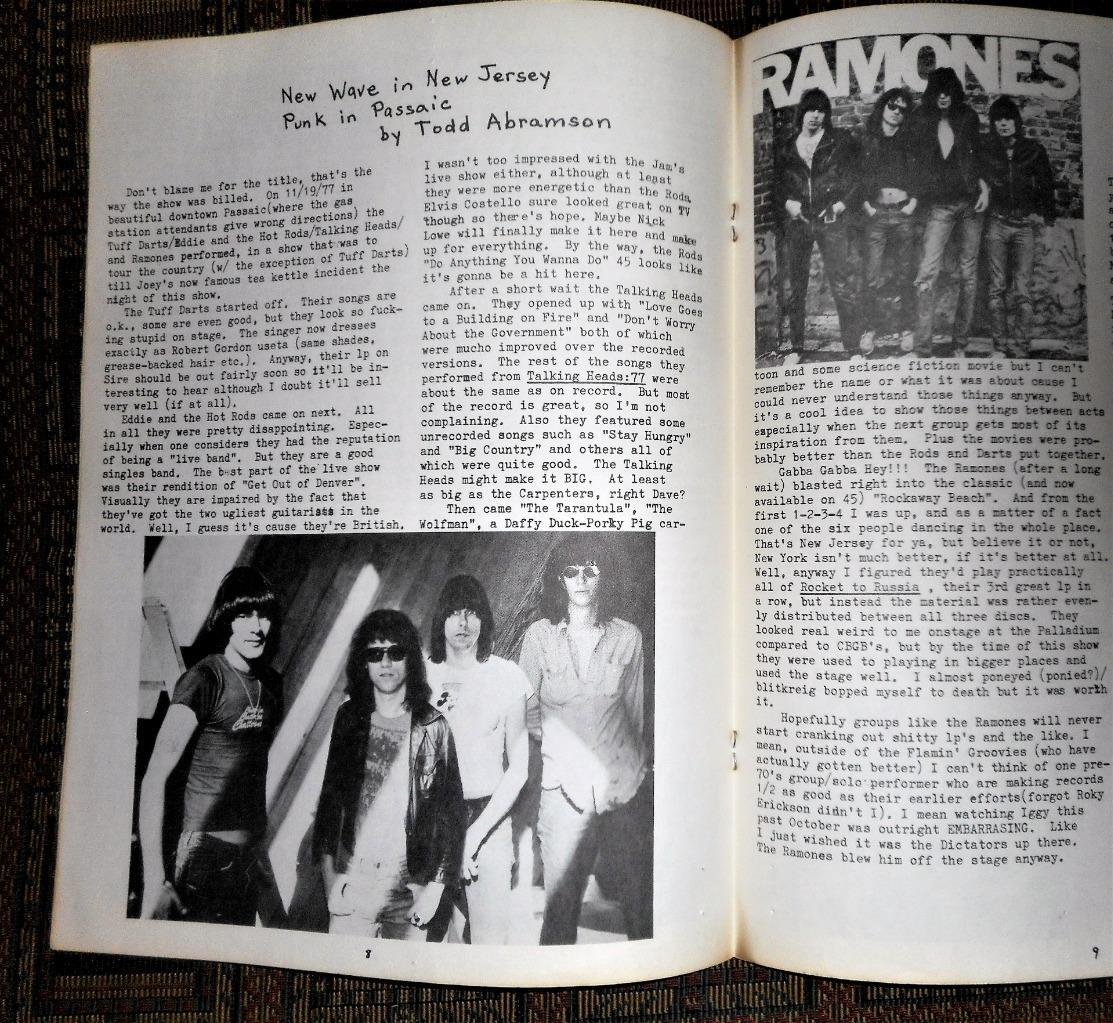 New Wave in New Jersey
Punk in Passaic
by Todd Abramson
Don't blame me for the title, that's the
way the show was billed. On 11/19/77 in
beautiful downtown Passaic(where the gas
station attendants give wrong directions) the
Tuff Darts/Eddie and the Hot Rods/Talking Heads/
and Ramones performed, in a show that was to
tour the country (w/ the exception of Tuff Darts)
till Joey's now famous tea kettle incident the
night of this show.
The Tuff Darts started off. Their songs are
o.k., some are even good, but they look so fuck-
ing stupid on stage. The singer now dresses
exactly as Robert Gordon useta (same shades,
grease-backed hair etc.). Anyway, their lp on
Sire should be out fairly soon so it'll be in-
teresting to hear although I doubt it'll sell
very well (if at all).
Eddie and the Hot Rods came on next. All
in all they were pretty disappointing. Espec-
ially when one considers they had the reputation
of being a "live band". But they are a good
singles band. The best part of the live show
was their rendition of "Get Out of Denver".
Visually they are impaired by the fact that
they've got the two ugliest guitarists in the
world. Well, I guess it's cause they're British.
I wasn't too impressed with the Jam's
live show either, although at least
they were more energetic than the Rods,
Elvis Costello sure looked great on TV
though so there's hope. Maybe Nick
Lowe will finally make it here and make
up for everything. By the way, the Rods
"Do Anything You Wanna Do" 45 looks like
it's gonna be a hit here.
After a short wait the Talking Heads
came on. They opened up with "Love Goes
to a Building on Fire" and "Don't Worry
About the Government" both of which
were mucho improved over the recorded
versions. The rest of the songs they
performed from Talking Heads:77 were
about the same as on record. But most
of the record is great, so I'm not
complaining. Also they featured some
unrecorded songs such as "Stay Hungry"
and "Big Country" and others all of
which were quite good. The Talking
Heads might make it BIG. At least
as big as the Carpenters, right Dave?
Then came "The Tarantula", "The
Wolfman", a Daffy Duck-Porky Pig car-
8
RAMONES
toon and some science fiction movie but I can't
remember the name or what it was about cause I
could never understand those things anyway. But
it's a cool idea to show those things between acts
especially when the next group gets most of its
inspiration from them. Plus the movies were pro-
bably better than the Rods and Darts put together.
Gabba Gabba Hey!!! The Ramones (after a long
wait) blasted right into the classic (and now
available on 45) "Rockaway Beach". And from the
first 1-2-3-4 I was up, and as a matter of a fact
one of the six people dancing in the whole place.
That's New Jersey for ya, but believe it or not,
New York isn't much better, if it's better at all.
Well, anyway I figured they'd play practically
all of Rocket to Russia , their 3rd great lp in
a row, but instead the material was rather even-
ly distributed between all three discs. They
looked real weird to me onstage at the Palladium
compared to CBGB's, but by the time of this show
they were used to playing in bigger places and
used the stage well. I almost poneyed (ponied?)/
blitkreig bopped myself to death but it was worth
it.
Hopefully groups like the Ramones will never
start cranking out shitty lp's and the like. I
mean, outside of the Flamin' Groovies (who have
actually gotten better) I can't think of one pre-
70's group/solo performer who are making records
1/2 as good as their earlier efforts(forgot Roky
Erickson didn't I). I mean watching Iggy this
past October was outright EMBARRASING. Like
I just wished it was the Dictators up there.
The Ramones blew him off the stage anyway.
9